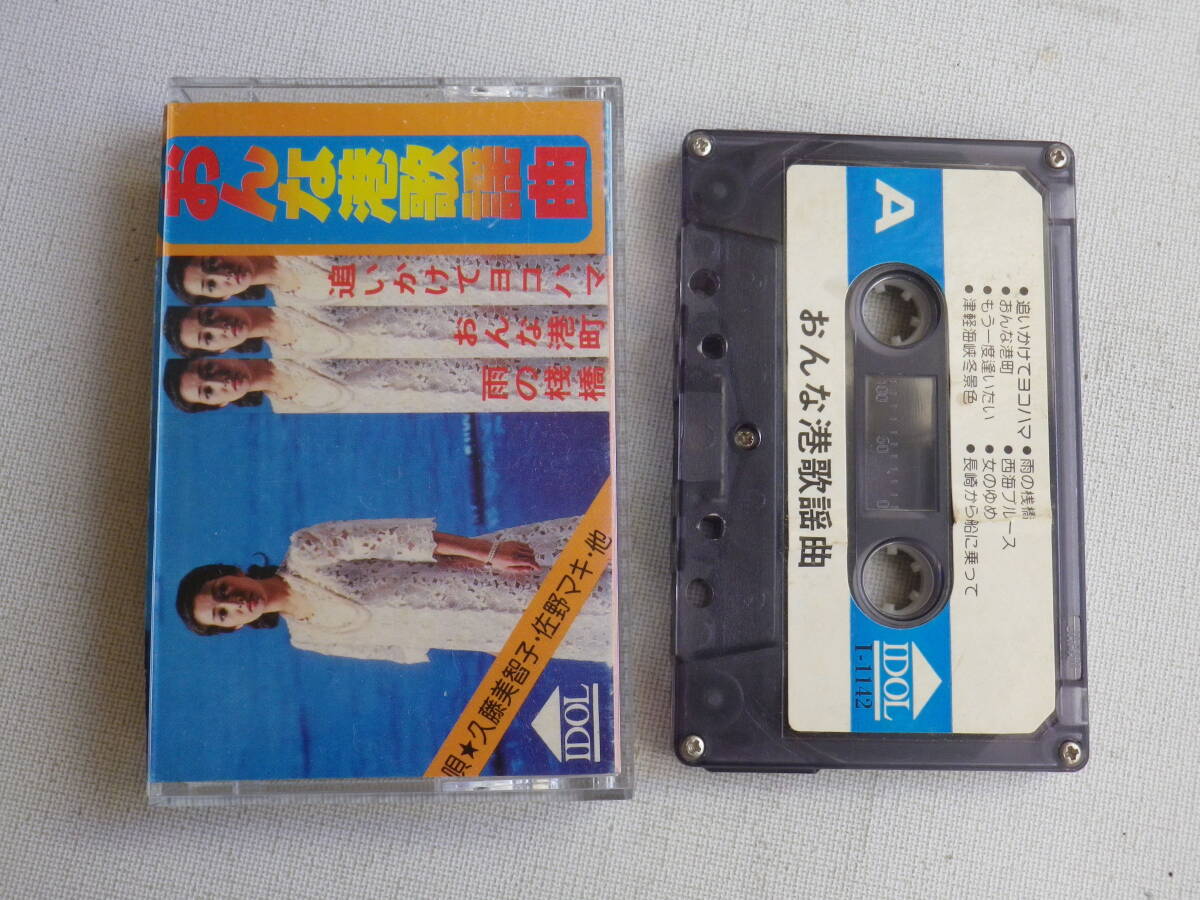 おんな港歌謡曲
追いかけてヨコハマ
おんな港町
雨の棧橋
唄★久藤美智子・佐野マキ・他
IDOL
A
おんな港歌謡曲
●追いかけてヨコハマ
●おんな港町
●もう一度逢いたい
●津軽海峡冬景色
●雨の桟橋
●西海ブルース
●女のゆめ
●長崎から船に乗って
100
50
0
IDOL
I-1142